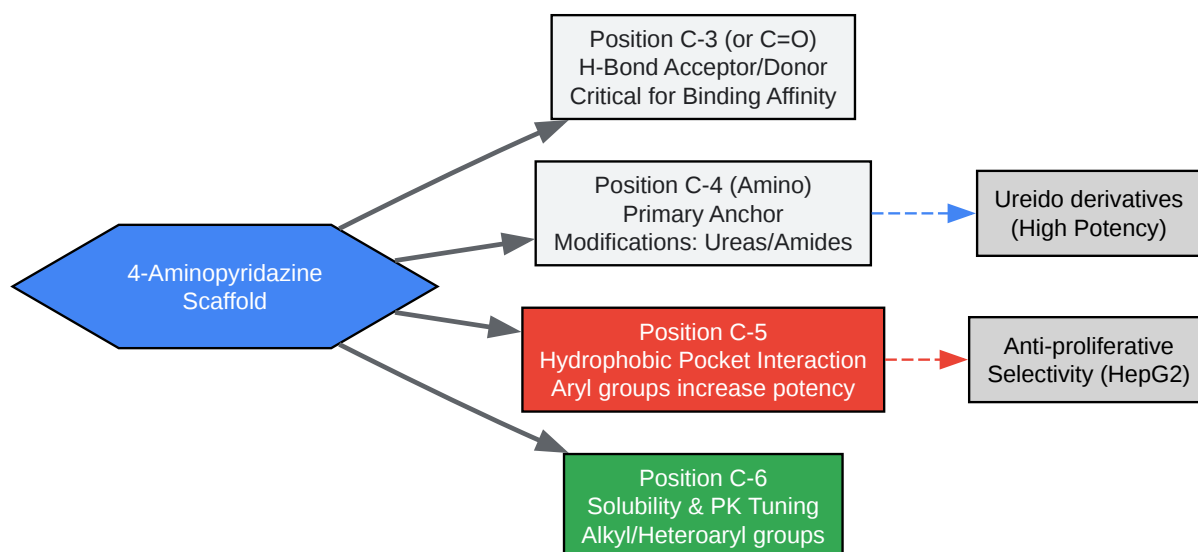 Position C-3 (or C=O)
H-Bond Acceptor/Donor
Critical for Binding Affinity
Position C-4 (Amino)
Primary Anchor
Modifications: Ureas/Amides
Ureido derivatives
(High Potency)
4-Aminopyridazine
Scaffold
Position C-5
Hydrophobic Pocket Interaction
Aryl groups increase potency
Anti-proliferative
Selectivity (HepG2)
Position C-6
Solubility & PK Tuning
Alkyl/Heteroaryl groups